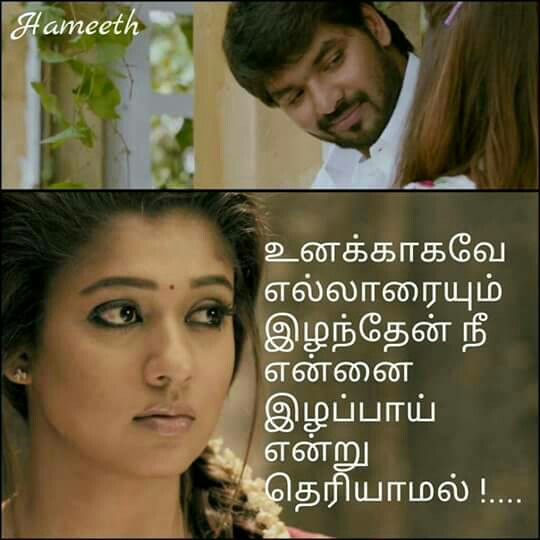 Hameeth
உனக்காகவே
எல்லாரையும்
இழந்தேன் நீ
என்னை
இழப்பாய்
என்று
தெரியாமல் !....